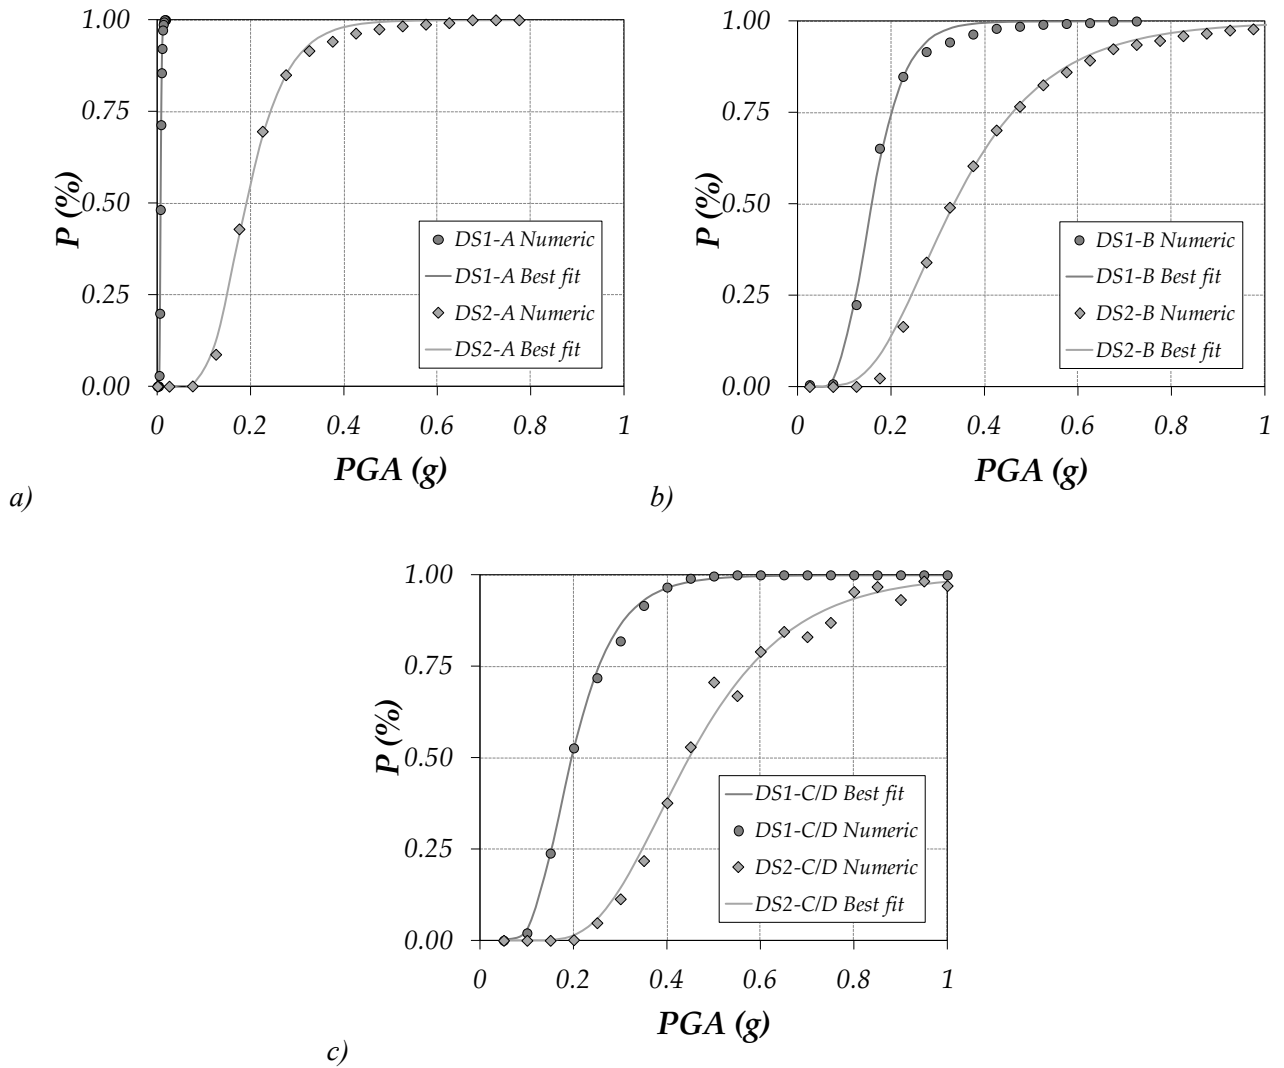 1.00
0.75
P (%)
0.50
0.25
0.00
DS1-A Numeric
DS1-A Best fit
DS2-A Numeric
DS2-A Best fit
0 0.2 0.4 0.6 0.8 1
PGA (g)
a)
1.00
0.75
P (%)
0.50
0.25
0.00
DS1-B Numeric
DS1-B Best fit
DS2-B Numeric
DS2-B Best fit
0 0.2 0.4 0.6 0.8 1
PGA (g)
b)
1.00
0.75
P (%)
0.50
0.25
0.00
DS1-C/D Best fit
DS1-C/D Numeric
DS2-C/D Numeric
DS2-C/D Best fit
0 0.2 0.4 0.6 0.8 1
PGA (g)
c)